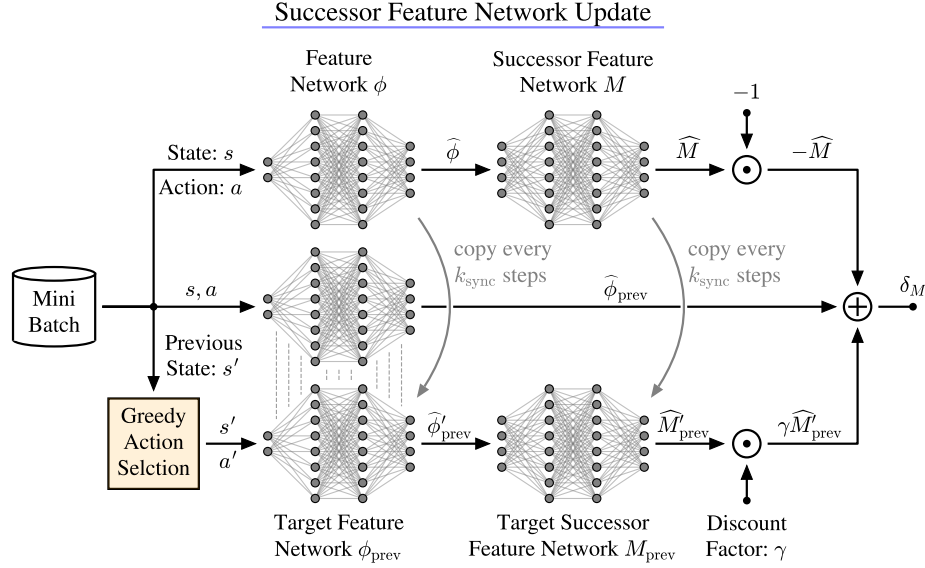 Successor Feature Network Update
Feature
Network ϕ
Successor Feature
Network M
−1
State: s
Action: a
ϕ̂
M̂
−M̂
copy every
k_sync steps
copy every
k_sync steps
Mini
Batch
s, a
ϕ̂_prev
δ_M
Previous
State: s′
Greedy
Action
Selction
s′
a′
ϕ̂′_prev
M̂′_prev
γM̂′_prev
Target Feature
Network ϕ_prev
Target Successor
Feature Network M_prev
Discount
Factor: γ